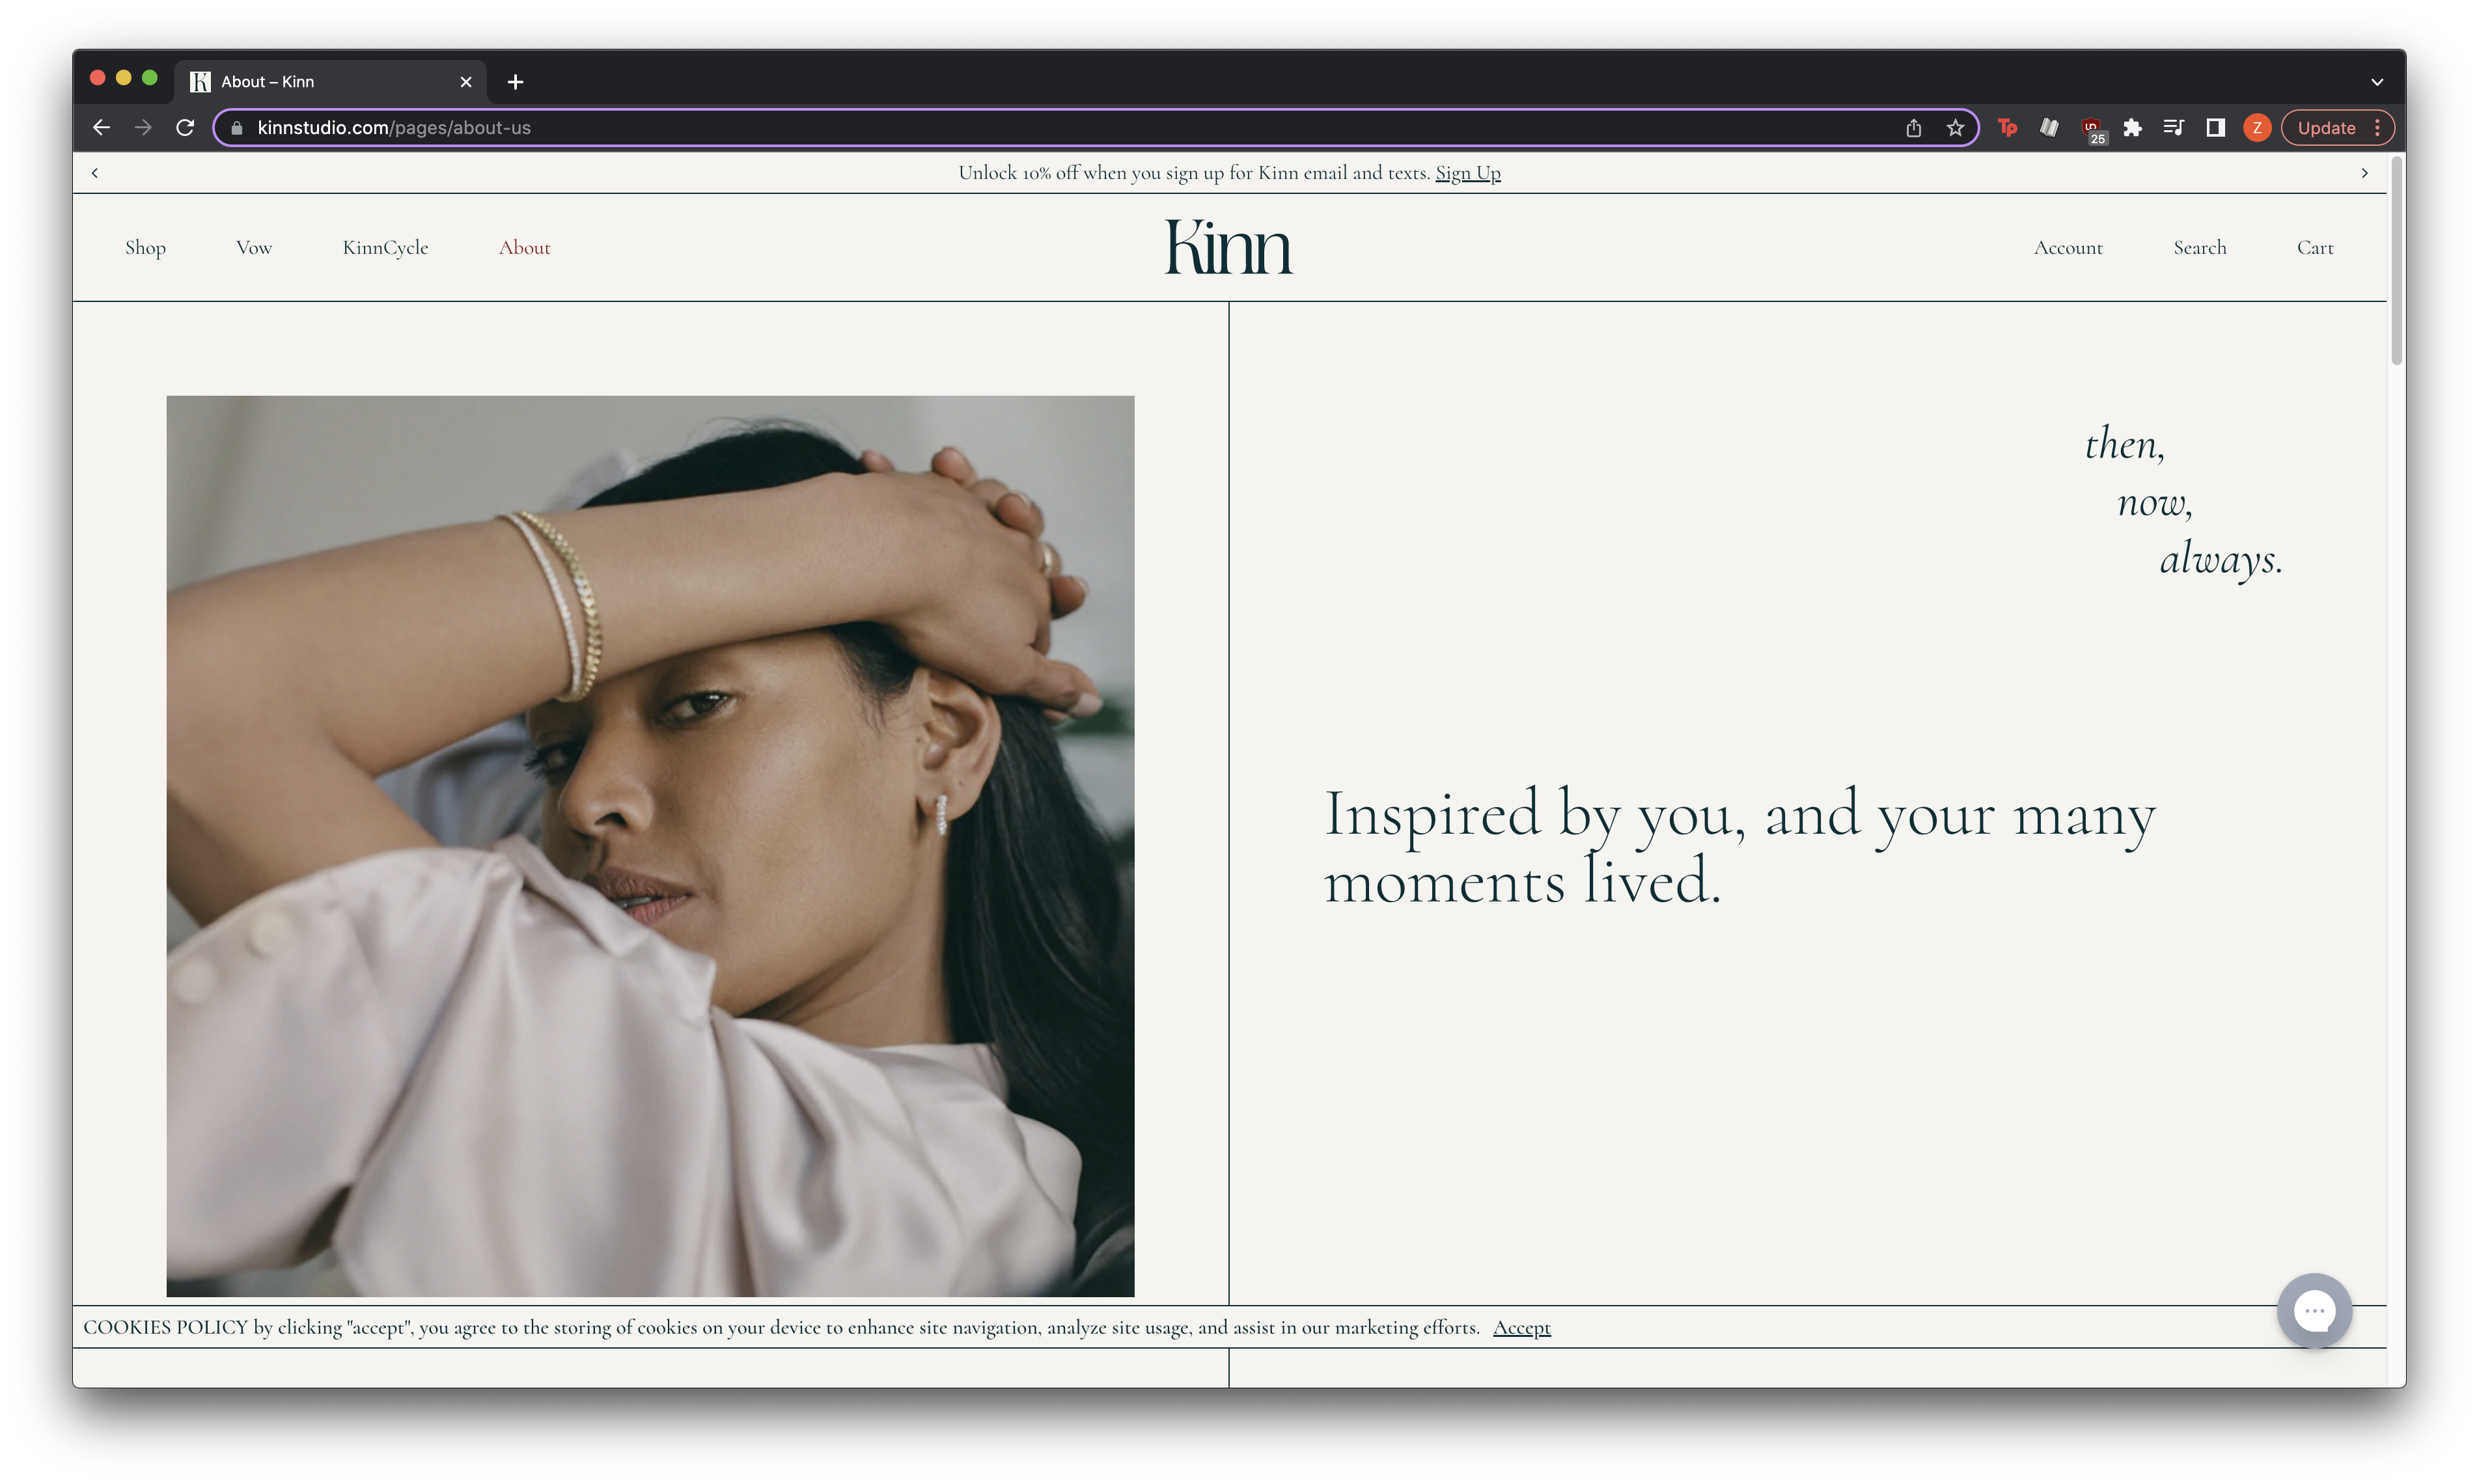 About – Kinn
kinnstudio.com/pages/about-us
Tp
25
Z
Update
Unlock 10% off when you sign up for Kinn email and texts. Sign Up
Shop
Vow
KinnCycle
About
Kinn
Account
Search
Cart
then,
now,
always.
Inspired by you, and your many
moments lived.
COOKIES POLICY by clicking "accept", you agree to the storing of cookies on your device to enhance site navigation, analyze site usage, and assist in our marketing efforts. Accept